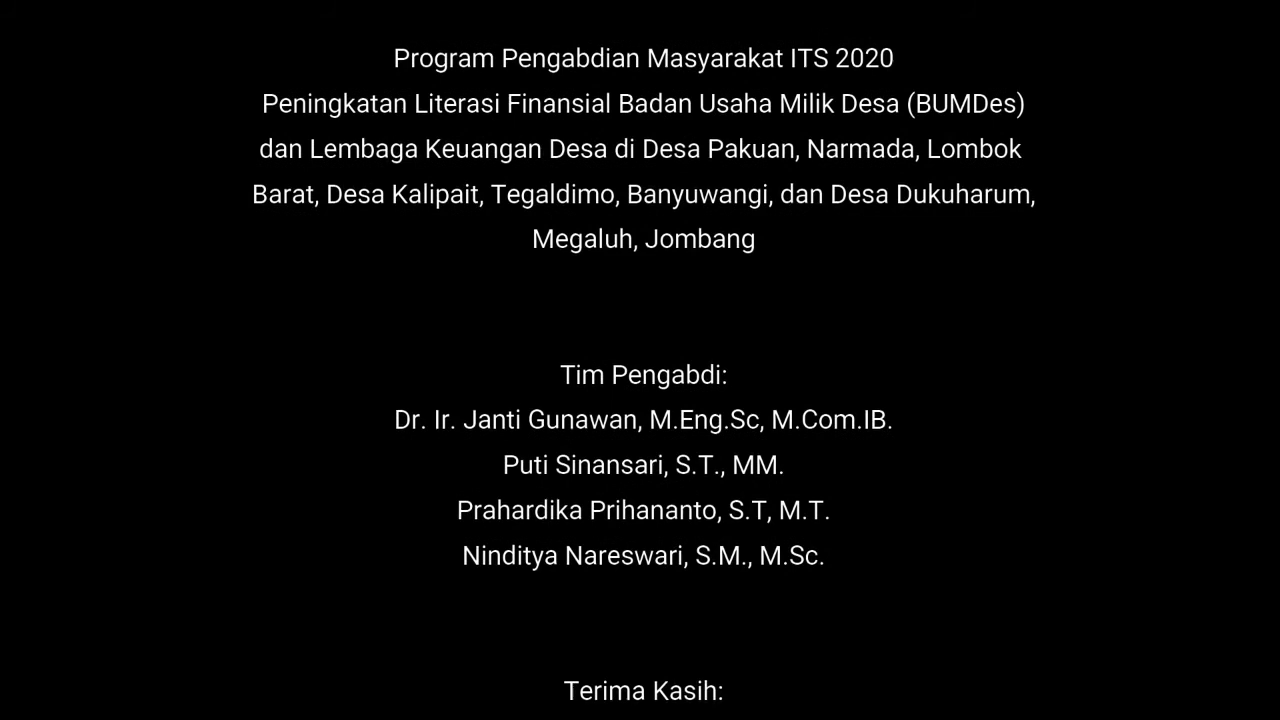 Program Pengabdian Masyarakat ITS 2020
Peningkatan Literasi Finansial Badan Usaha Milik Desa (BUMDes)
dan Lembaga Keuangan Desa di Desa Pakuan, Narmada, Lombok
Barat, Desa Kalipait, Tegaldimo, Banyuwangi, dan Desa Dukuharum,
Megaluh, Jombang
Tim Pengabdi:
Dr. Ir. Janti Gunawan, M.Eng.Sc, M.Com.IB.
Puti Sinansari, S.T., MM.
Prahardika Prihananto, S.T, M.T.
Ninditya Nareswari, S.M., M.Sc.
Terima Kasih: